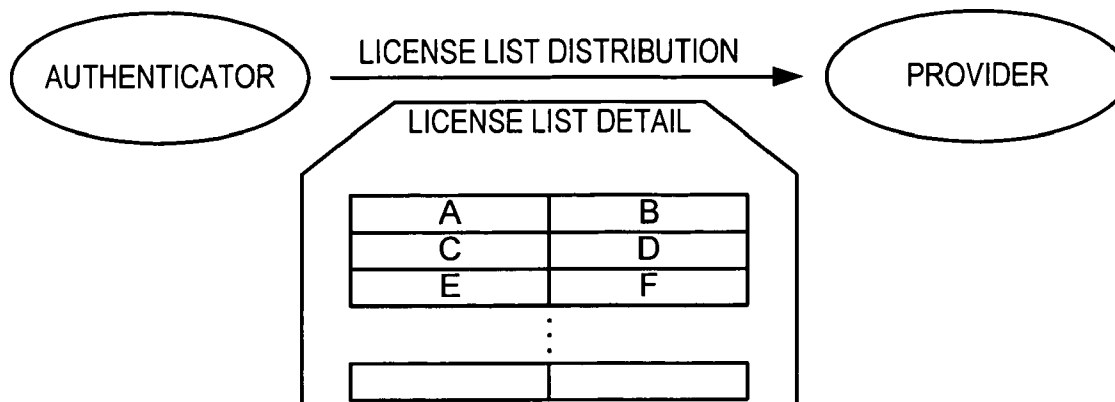 LICENSE LIST DISTRIBUTION
AUTHENTICATOR
PROVIDER
LICENSE LIST DETAIL
A B
C D
E F